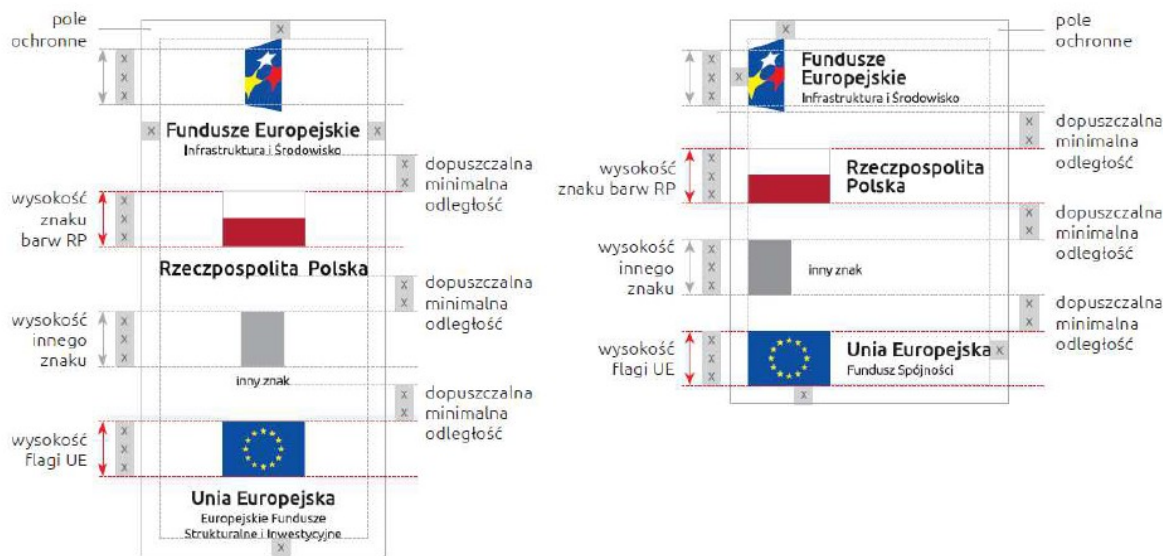 pole
ochronne
x
x
x
x
x
x
Fundusze Europejskie
Infrastruktura i Środowisko
x
x
dopuszczalna
minimalna
odległość
wysokość
znaku
barw RP
x
x
x
Rzeczpospolita Polska
x
x
dopuszczalna
minimalna
odległość
wysokość
innego
znaku
x
x
x
inny znak
x
x
dopuszczalna
minimalna
odległość
wysokość
flagi UE
x
x
x
Unia Europejska
Europejskie Fundusze
Strukturalne i Inwestycyjne
x
x
pole
ochronne
x
x
x
x
Fundusze
Europejskie
Infrastruktura i Środowisko
x
x
dopuszczalna
minimalna
odległość
wysokość
znaku barw RP
x
x
x
Rzeczpospolita
Polska
x
x
dopuszczalna
minimalna
odległość
wysokość
innego
znaku
x
x
x
inny znak
x
x
dopuszczalna
minimalna
odległość
wysokość
flagi UE
x
x
x
Unia Europejska
Fundusz Spójności
x
x